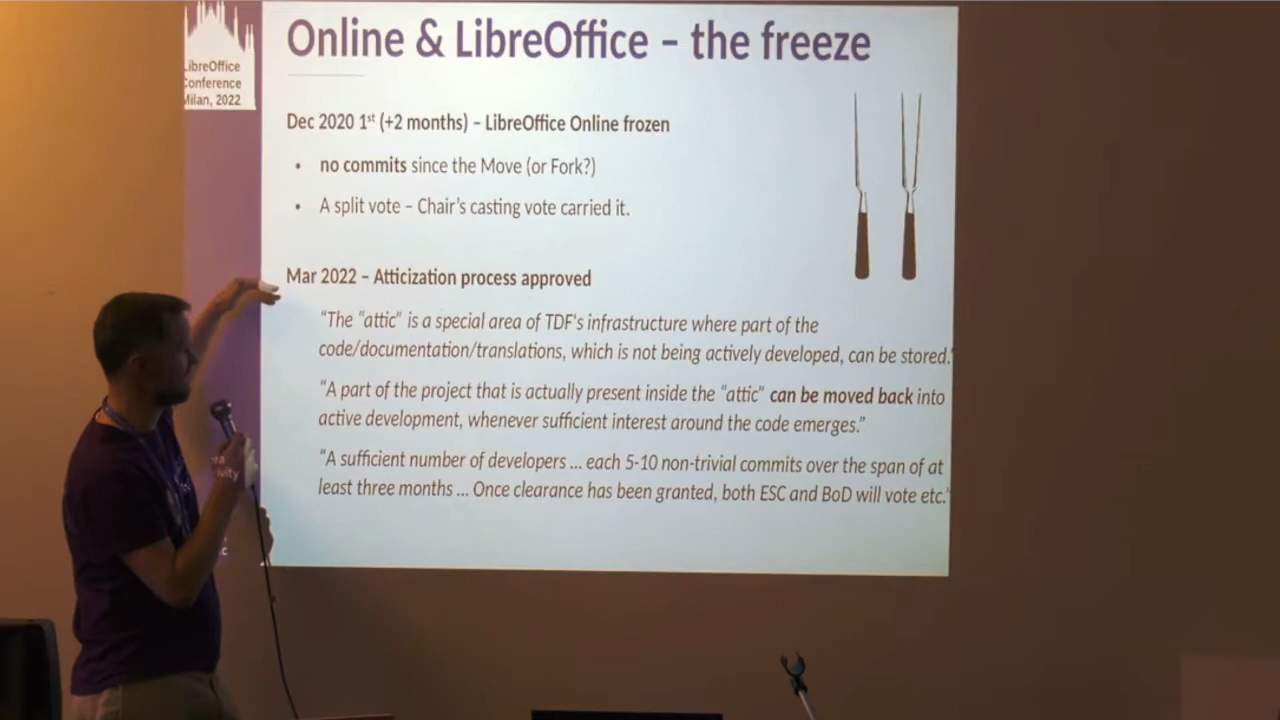 LibreOffice
Conference
Milan, 2022
Online & LibreOffice – the freeze
Dec 2020 1st (+2 months) – LibreOffice Online frozen
• no commits since the Move (or Fork?)
• A split vote – Chair's casting vote carried it.
Mar 2022 – Atticization process approved
“The “attic” is a special area of TDF's infrastructure where part of the
code/documentation/translations, which is not being actively developed, can be stored.”
“A part of the project that is actually present inside the “attic” can be moved back into
active development, whenever sufficient interest around the code emerges.”
“A sufficient number of developers ... each 5-10 non-trivial commits over the span of at
least three months ... Once clearance has been granted, both ESC and BoD will vote etc.”